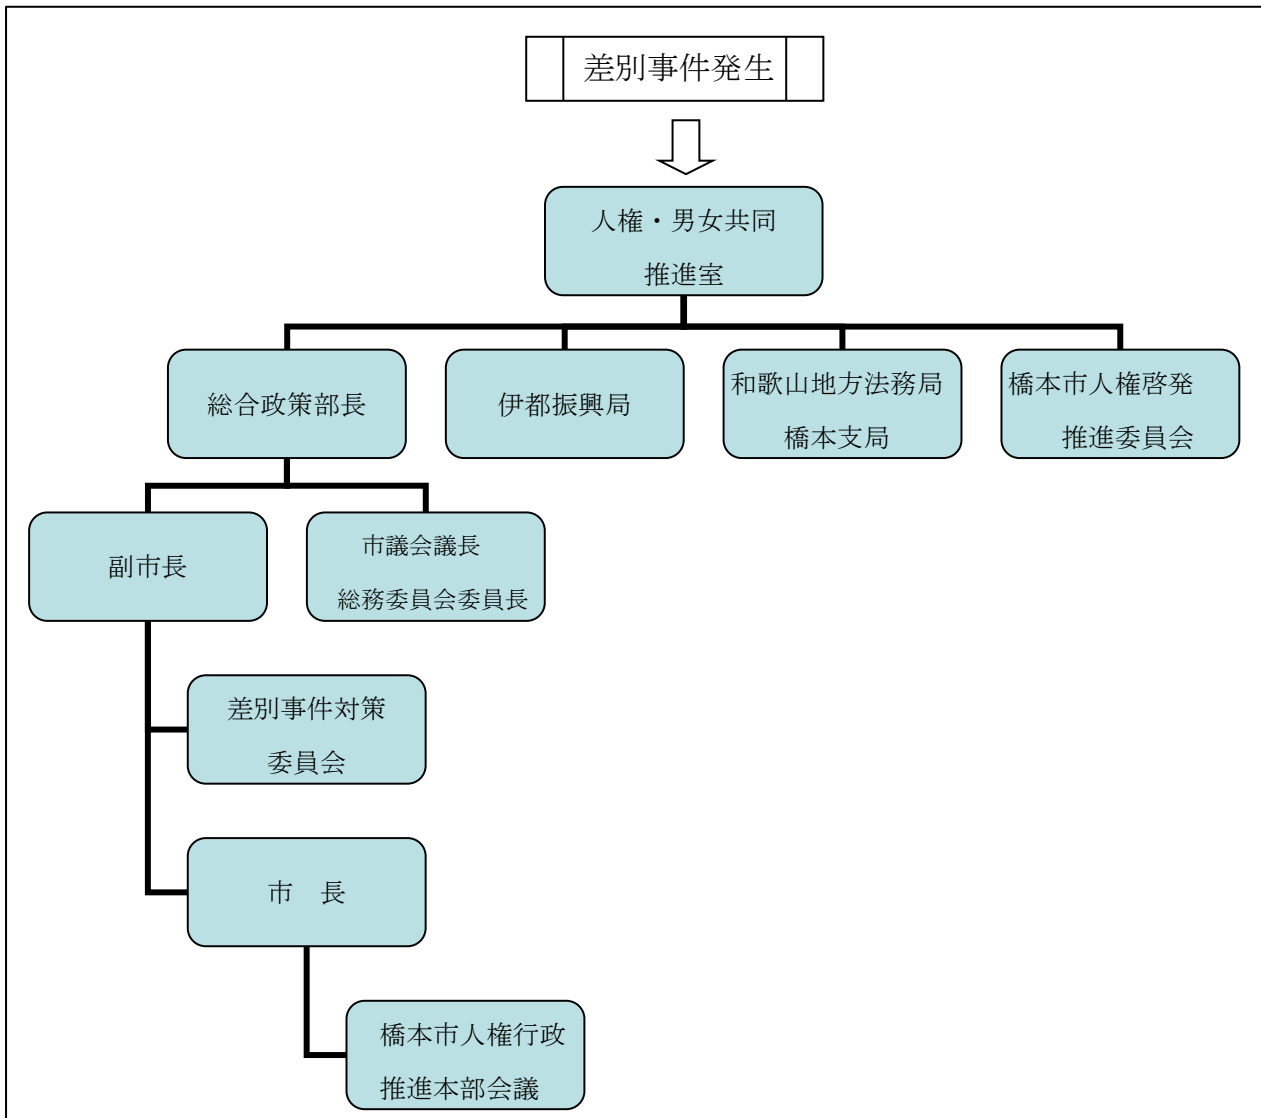 差別事件発生
人権・男女共同
推進室
総合政策部長
伊都振興局
和歌山地方法務局
橋本支局
橋本市人権啓発
推進委員会
副市長
市議会議長
総務委員会委員長
差別事件対策
委員会
市　長
橋本市人権行政
推進本部会議